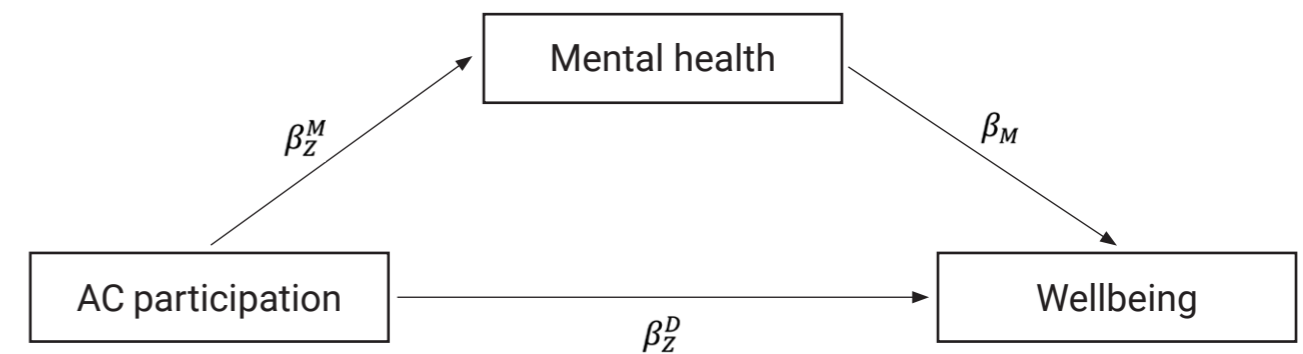 Mental health
β_Z^M
β_M
AC participation
Wellbeing
β_Z^D